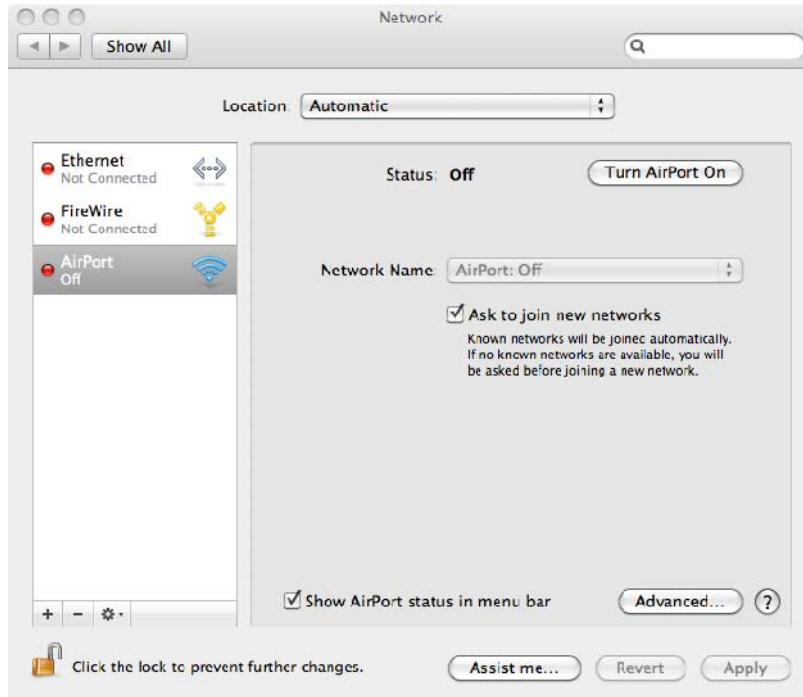 Network
Show All
Location: Automatic
Ethernet
Not Connected
FireWire
Not Connected
AirPort
Off
Status: Off
Turn AirPort On
Network Name: AirPort: Off
Ask to join new networks
Known networks will be joined automatically.
If no known networks are available, you will
be asked before joining a new network.
Show AirPort status in menu bar
Advanced...
?
+ −
Click the lock to prevent further changes.
Assist me...
Revert
Apply